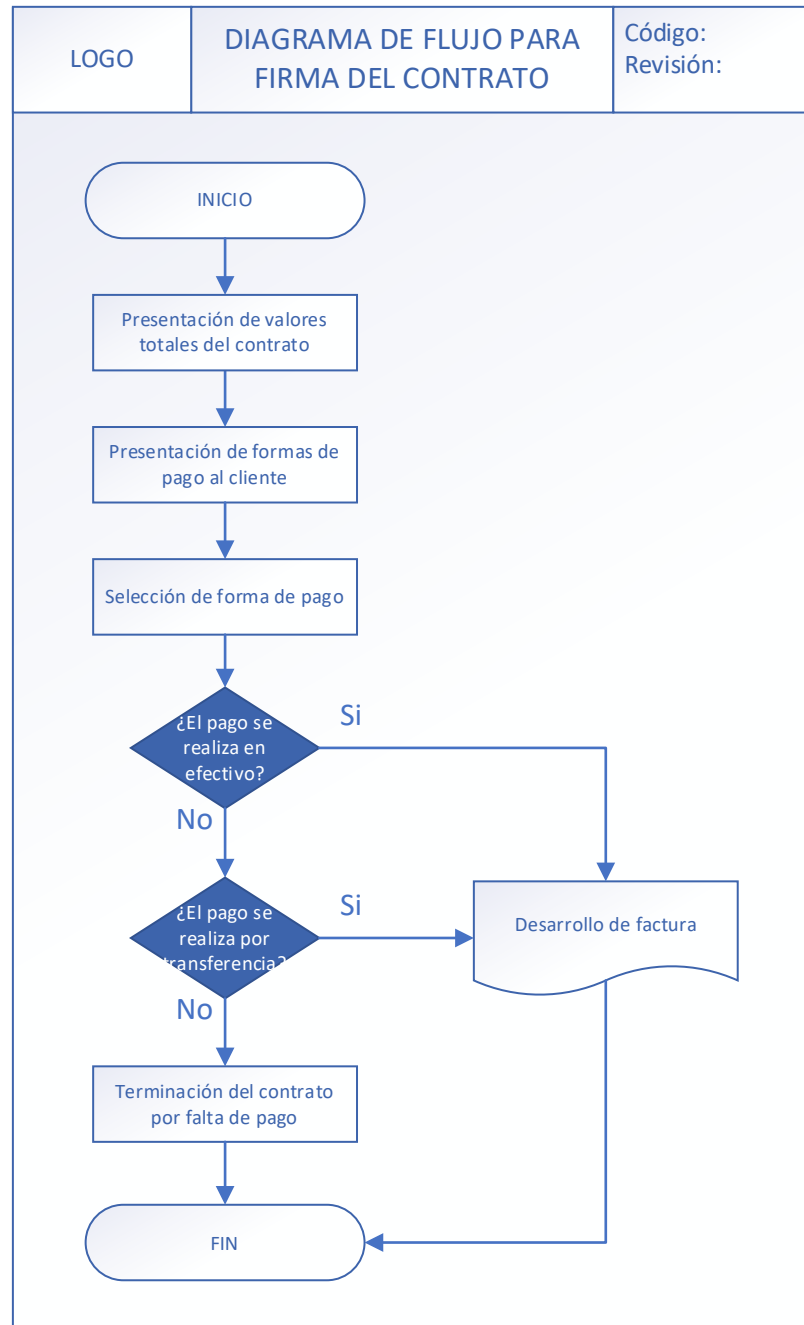 LOGO
DIAGRAMA DE FLUJO PARA
FIRMA DEL CONTRATO
Código:
Revisión:
INICIO
Presentación de valores
totales del contrato
Presentación de formas de
pago al cliente
Selección de forma de pago
¿El pago se
realiza en
efectivo?
Si
No
¿El pago se
realiza por
transferencia?
Si
Desarrollo de factura
No
Terminación del contrato
por falta de pago
FIN